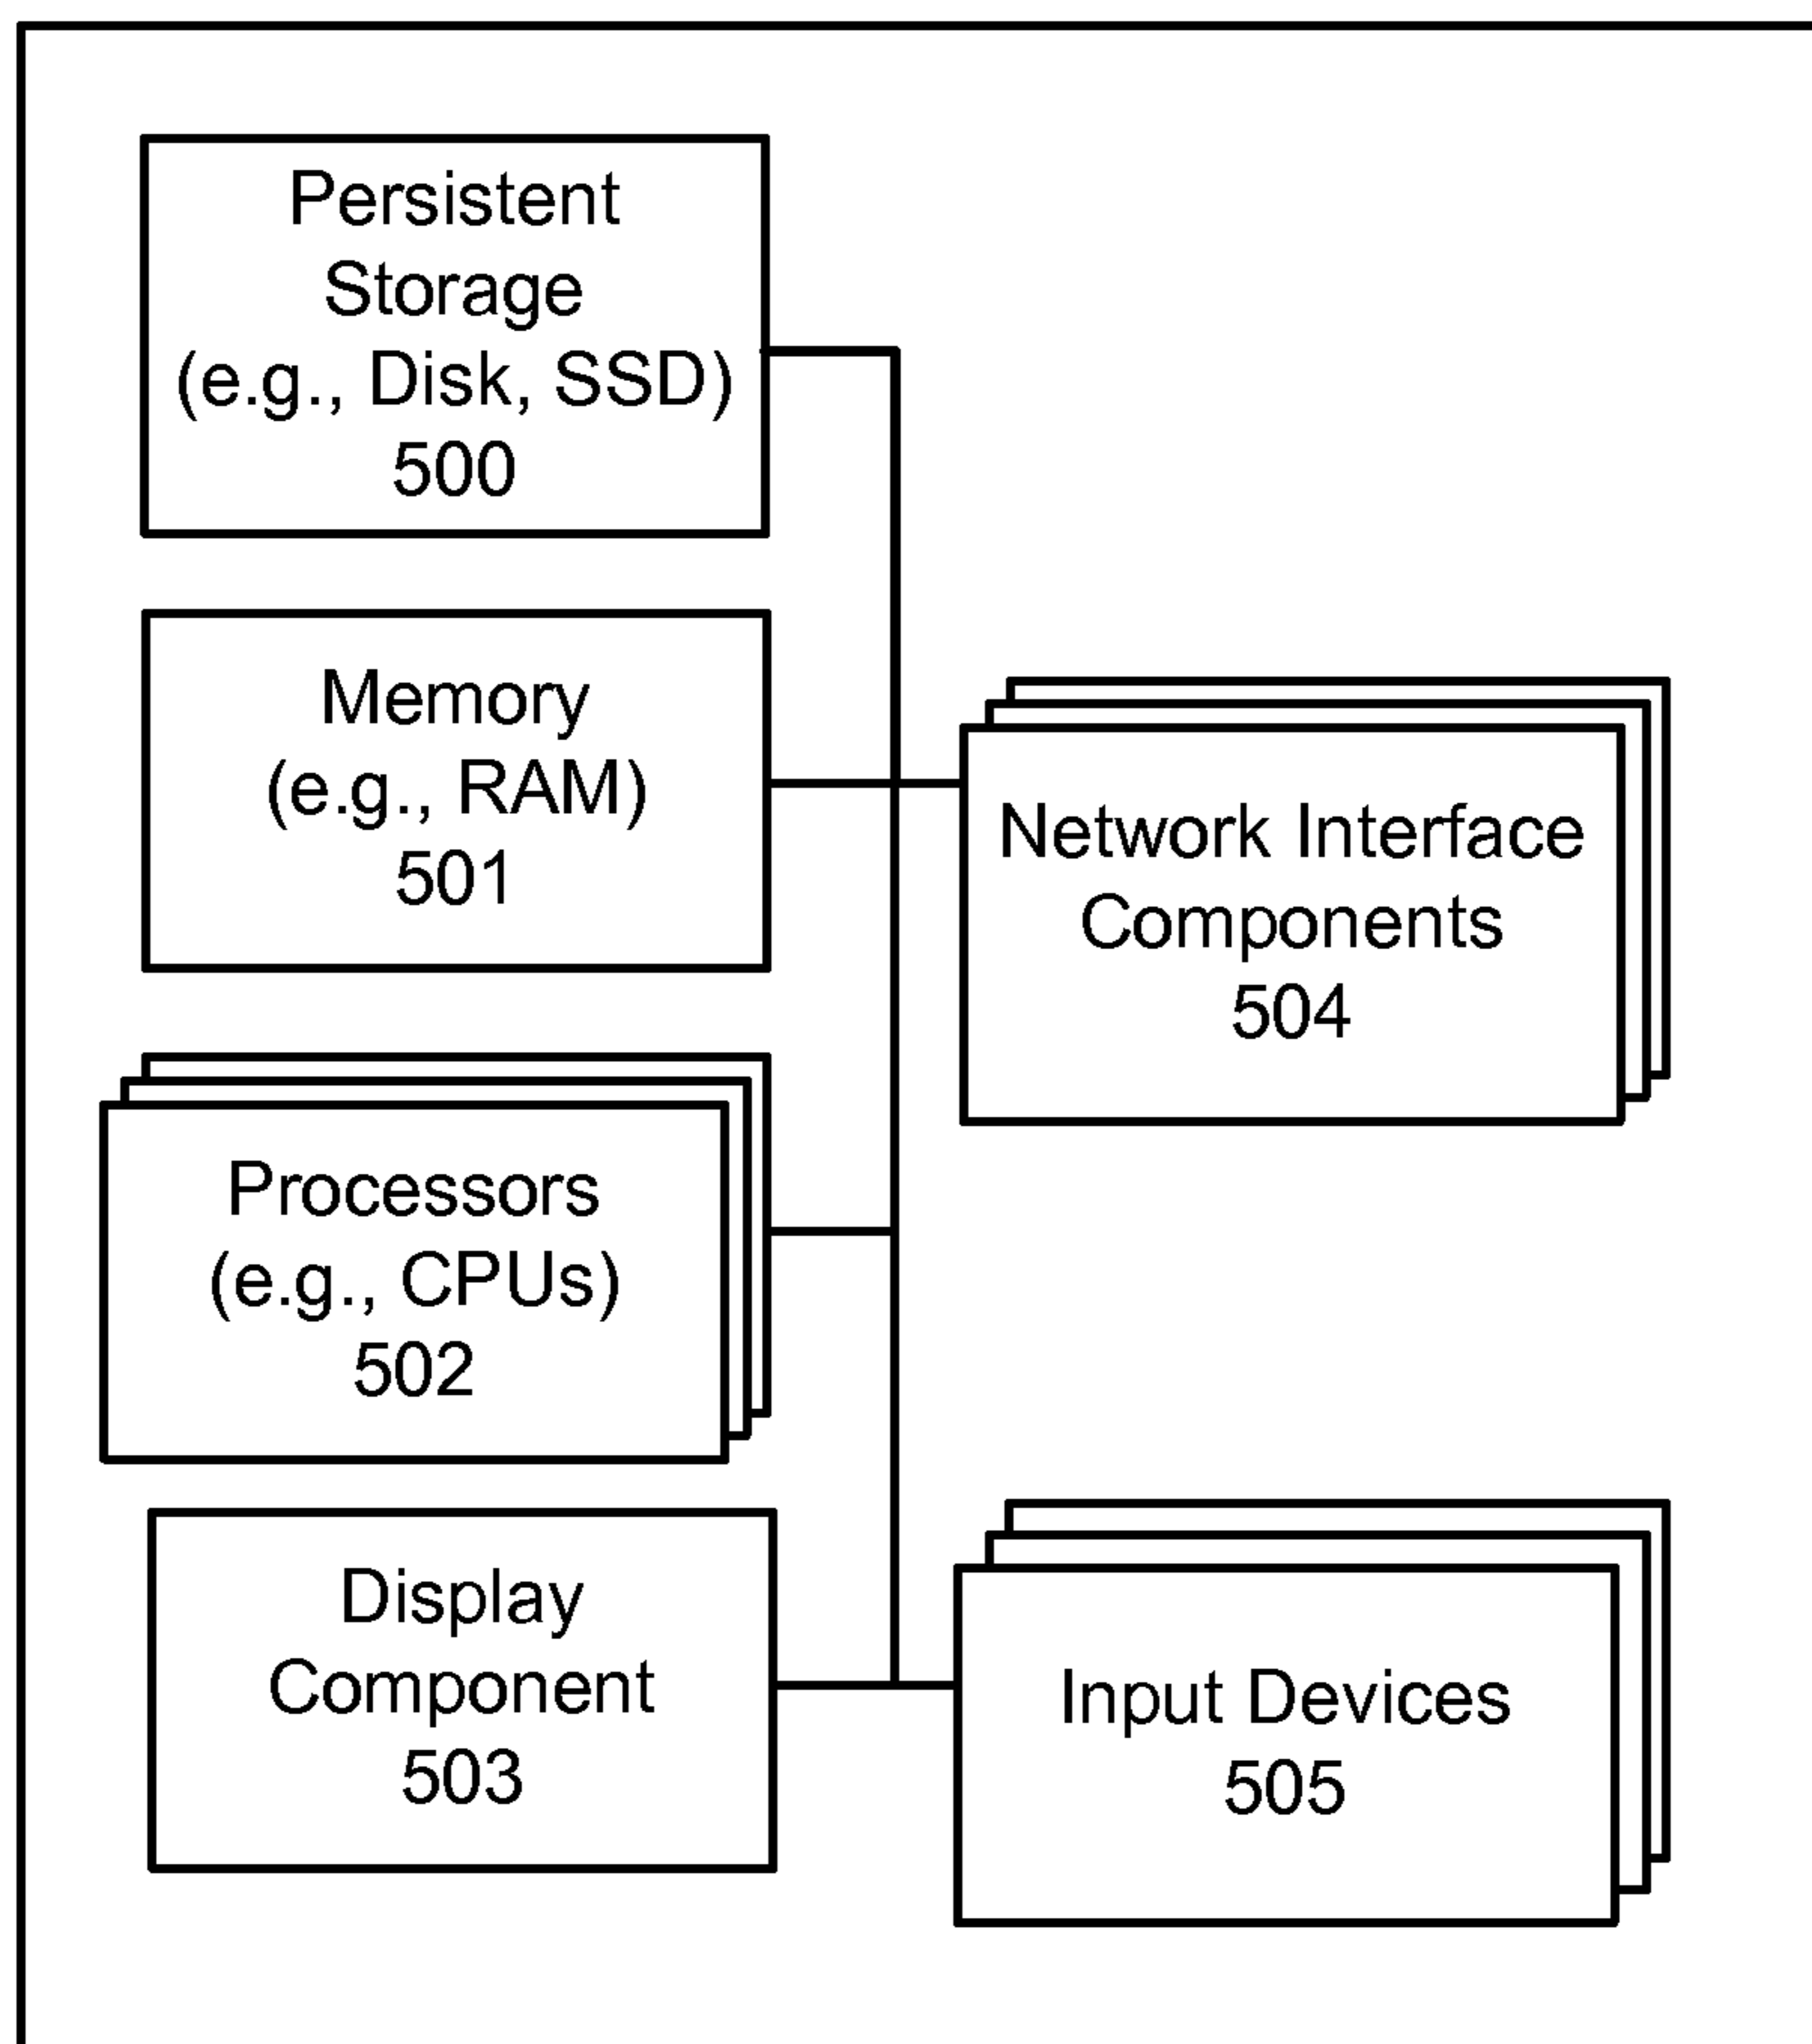 Persistent
Storage
(e.g., Disk, SSD)
500
Memory
(e.g., RAM)
501
Processors
(e.g., CPUs)
502
Display
Component
503
Network Interface
Components
504
Input Devices
505